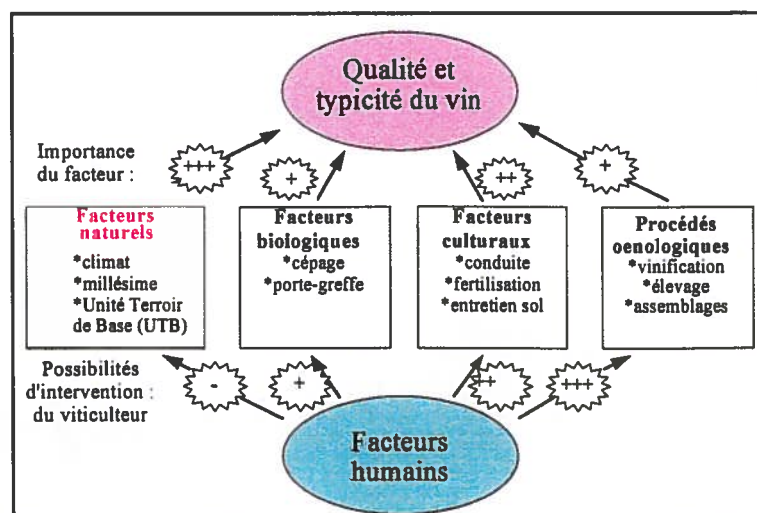 Qualité et
typicité du vin
Importance
du facteur :
+++
+
++
+
Facteurs
naturels
*climat
*millésime
*Unité Terroir
de Base (UTB)
Facteurs
biologiques
*cépage
*porte-greffe
Facteurs
culturaux
*conduite
*fertilisation
*entretien sol
Procédés
oenologiques
*vinification
*élevage
*assemblages
Possibilités
d'intervention :
du viticulteur
-
+
++
+++
Facteurs
humains